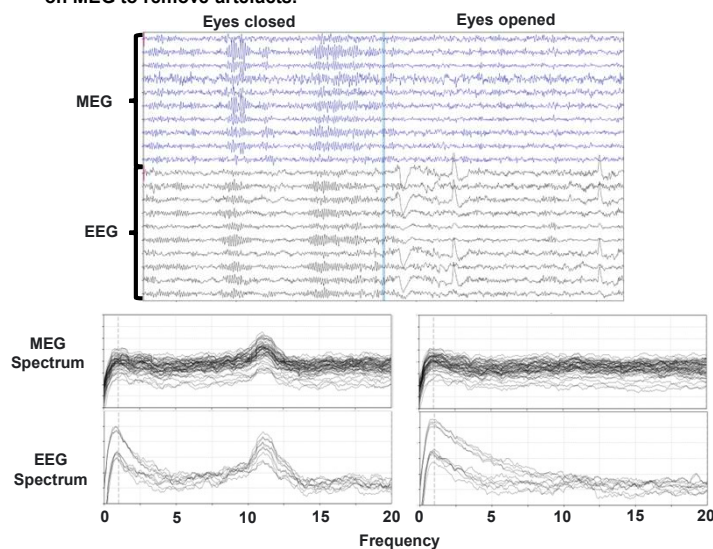 on MEG to remove artefacts.
Eyes closed Eyes opened
MEG
EEG
MEG
Spectrum
EEG
Spectrum
0 5 10 15 20 0 5 10 15 20
Frequency